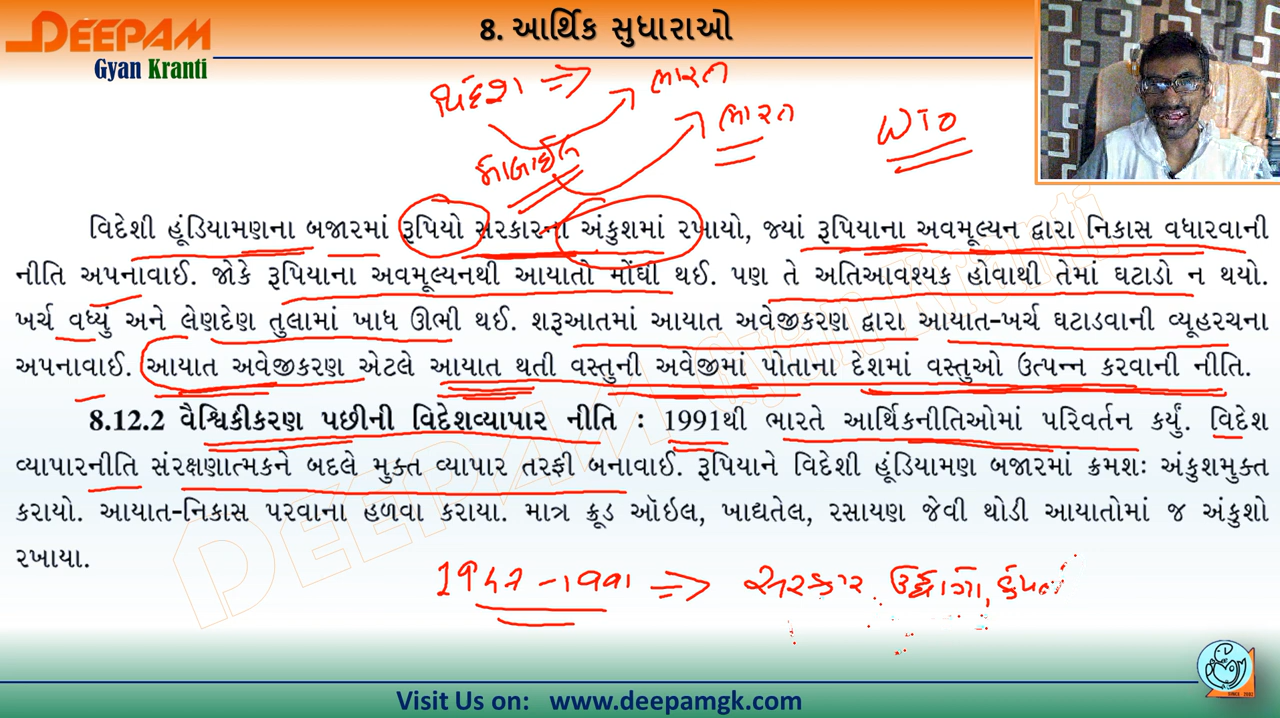 DEEPAM
Gyan Kranti
8. આર્થિક સુધારાઓ
ભારત
ભારત
WTO
મોબાઈલ
વિદેશી હૂંડિયામણના બજારમાં રૂપિયો સરકારના અંકુશમાં રખાયો, જ્યાં રૂપિયાના અવમૂલ્યન દ્વારા નિકાસ વધારવાની
નીતિ અપનાવાઈ. જોકે રૂપિયાના અવમૂલ્યનથી આયાતો મોંઘી થઈ. પણ તે અતિઆવશ્યક હોવાથી તેમાં ઘટાડો ન થયો.
ખર્ચ વધ્યું અને લેણદેણ તુલામાં ખાધ ઊભી થઈ. શરૂઆતમાં આયાત અવેજીકરણ દ્વારા આયાત-ખર્ચ ઘટાડવાની વ્યૂહરચના
અપનાવાઈ. આયાત અવેજીકરણ એટલે આયાત થતી વસ્તુની અવેજીમાં પોતાના દેશમાં વસ્તુઓ ઉત્પન્ન કરવાની નીતિ.
8.12.2 વૈશ્વિકીકરણ પછીની વિદેશવ્યાપાર નીતિ : 1991થી ભારતે આર્થિકનીતિઓમાં પરિવર્તન કર્યું. વિદેશ
વ્યાપારનીતિ સંરક્ષણાત્મકને બદલે મુક્ત વ્યાપાર તરફી બનાવાઈ. રૂપિયાને વિદેશી હૂંડિયામણ બજારમાં ક્રમશઃ અંકુશમુક્ત
કરાયો. આયાત-નિકાસ પરવાના હળવા કરાયા. માત્ર ક્રૂડ ઑઇલ, ખાદ્યતેલ, રસાયણ જેવી થોડી આયાતોમાં જ અંકુશો
રખાયા.
સરકાર
Visit Us on: www.deepamgk.com